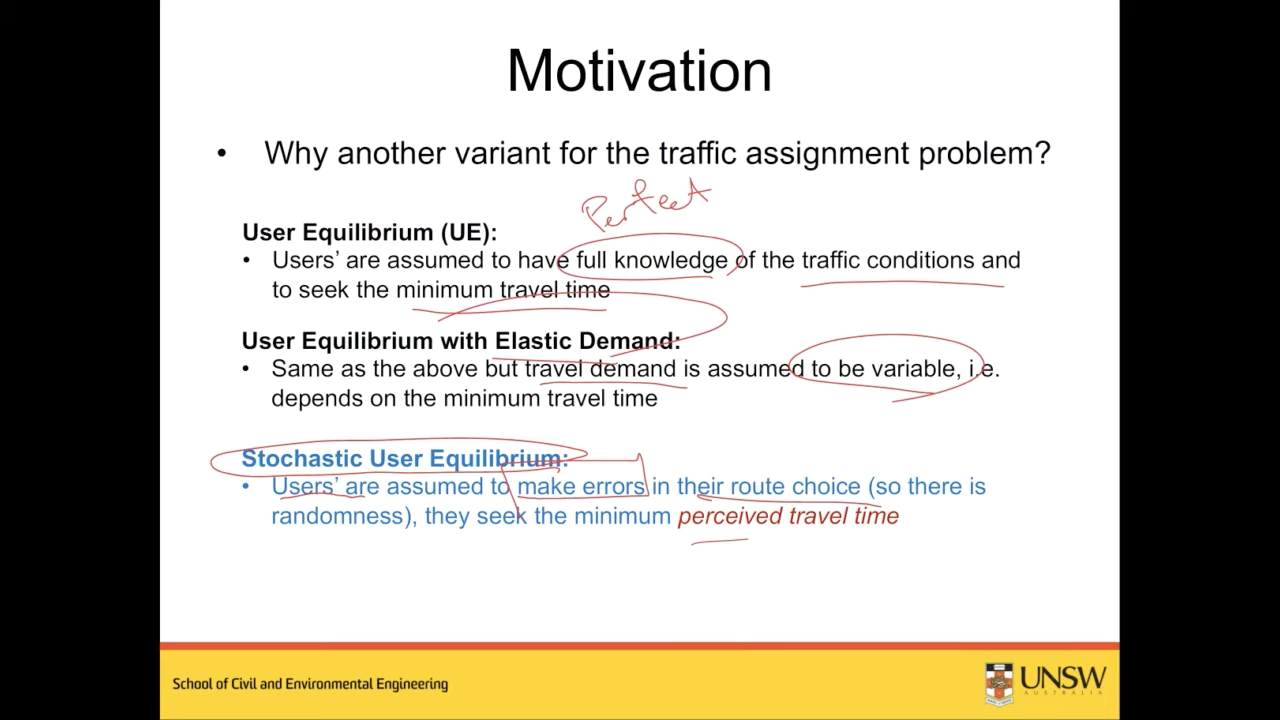 Motivation
• Why another variant for the traffic assignment problem?
Perfect
User Equilibrium (UE):
• Users’ are assumed to have full knowledge of the traffic conditions and
to seek the minimum travel time
User Equilibrium with Elastic Demand:
• Same as the above but travel demand is assumed to be variable, i.e.
depends on the minimum travel time
Stochastic User Equilibrium:
• Users’ are assumed to make errors in their route choice (so there is
randomness), they seek the minimum perceived travel time
School of Civil and Environmental Engineering
UNSW
AUSTRALIA